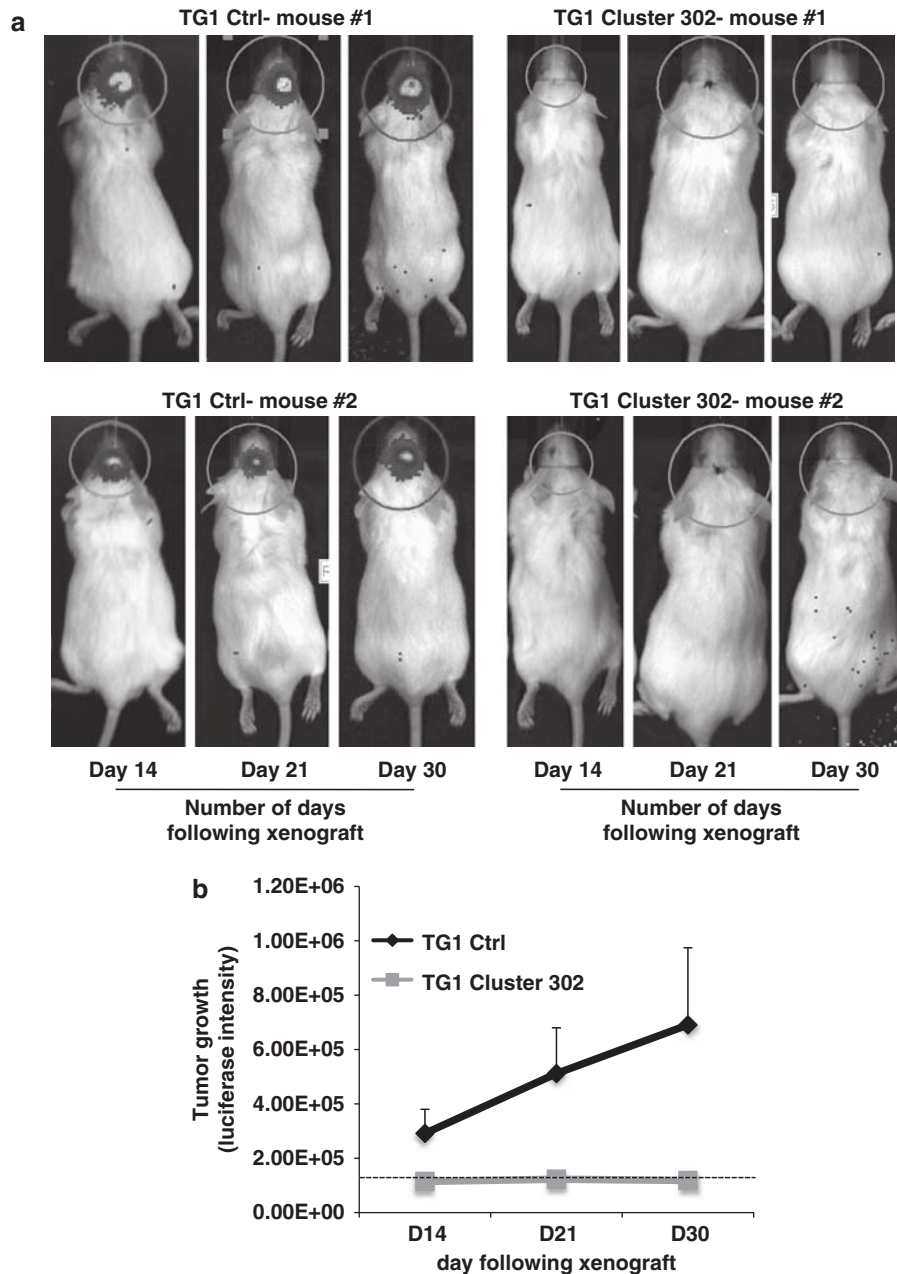 a
TG1 Ctrl- mouse #1
TG1 Cluster 302- mouse #1
TG1 Ctrl- mouse #2
TG1 Cluster 302- mouse #2
Day 14
Day 21
Day 30
Number of days
following xenograft
Day 14
Day 21
Day 30
Number of days
following xenograft
b
Tumor growth
(luciferase intensity)
1.20E+06
1.00E+06
8.00E+05
6.00E+05
4.00E+05
2.00E+05
0.00E+00
TG1 Ctrl
TG1 Cluster 302
D14
D21
D30
day following xenograft